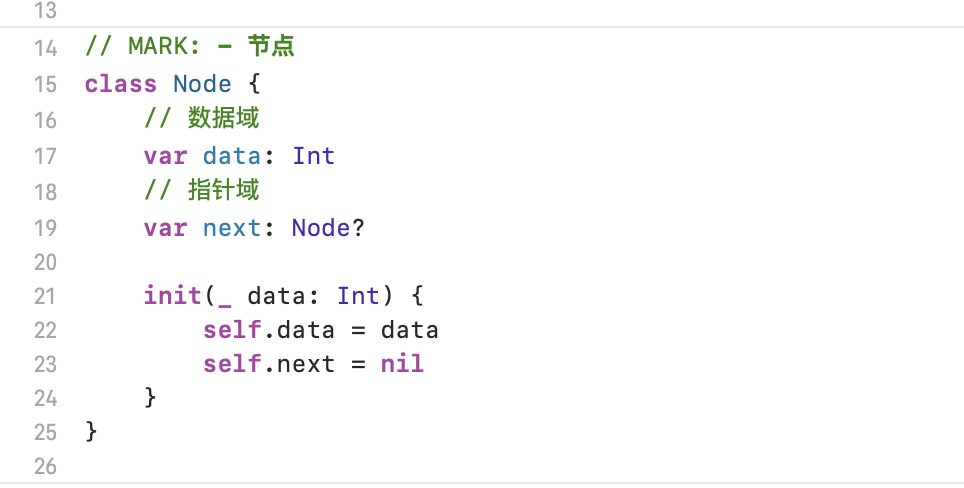 13
14 // MARK: - 节点
15 class Node {
16     // 数据域
17     var data: Int
18     // 指针域
19     var next: Node?
20
21     init(_ data: Int) {
22         self.data = data
23         self.next = nil
24     }
25 }
26